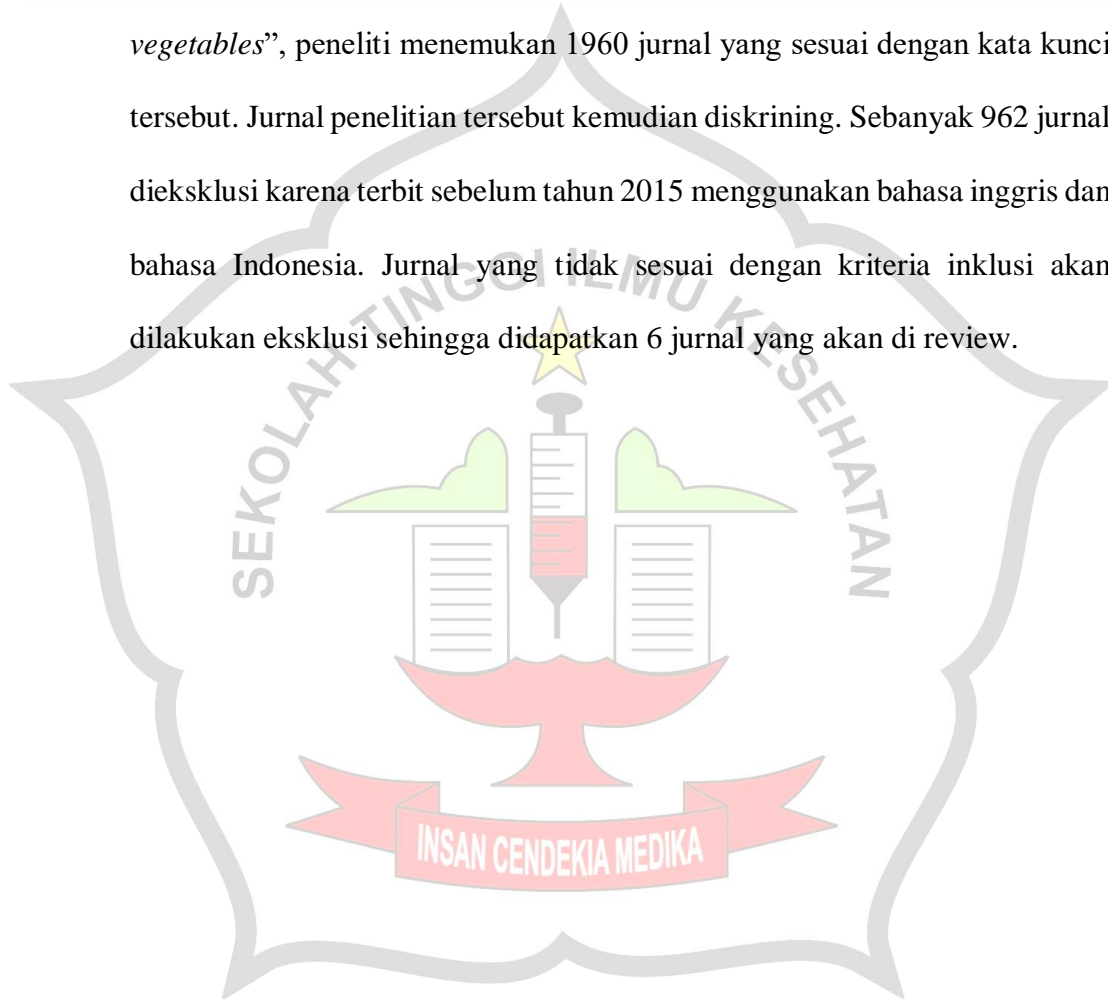 vegetables”, peneliti menemukan 1960 jurnal yang sesuai dengan kata kunci
tersebut. Jurnal penelitian tersebut kemudian diskrining. Sebanyak 962 jurnal
dieksklusi karena terbit sebelum tahun 2015 menggunakan bahasa inggris dan
bahasa Indonesia. Jurnal yang tidak sesuai dengan kriteria inklusi akan
dilakukan eksklusi sehingga didapatkan 6 jurnal yang akan di review.
SEKOLAH TINGGI ILMU KESEHATAN
INSAN CENDEKIA MEDIKA